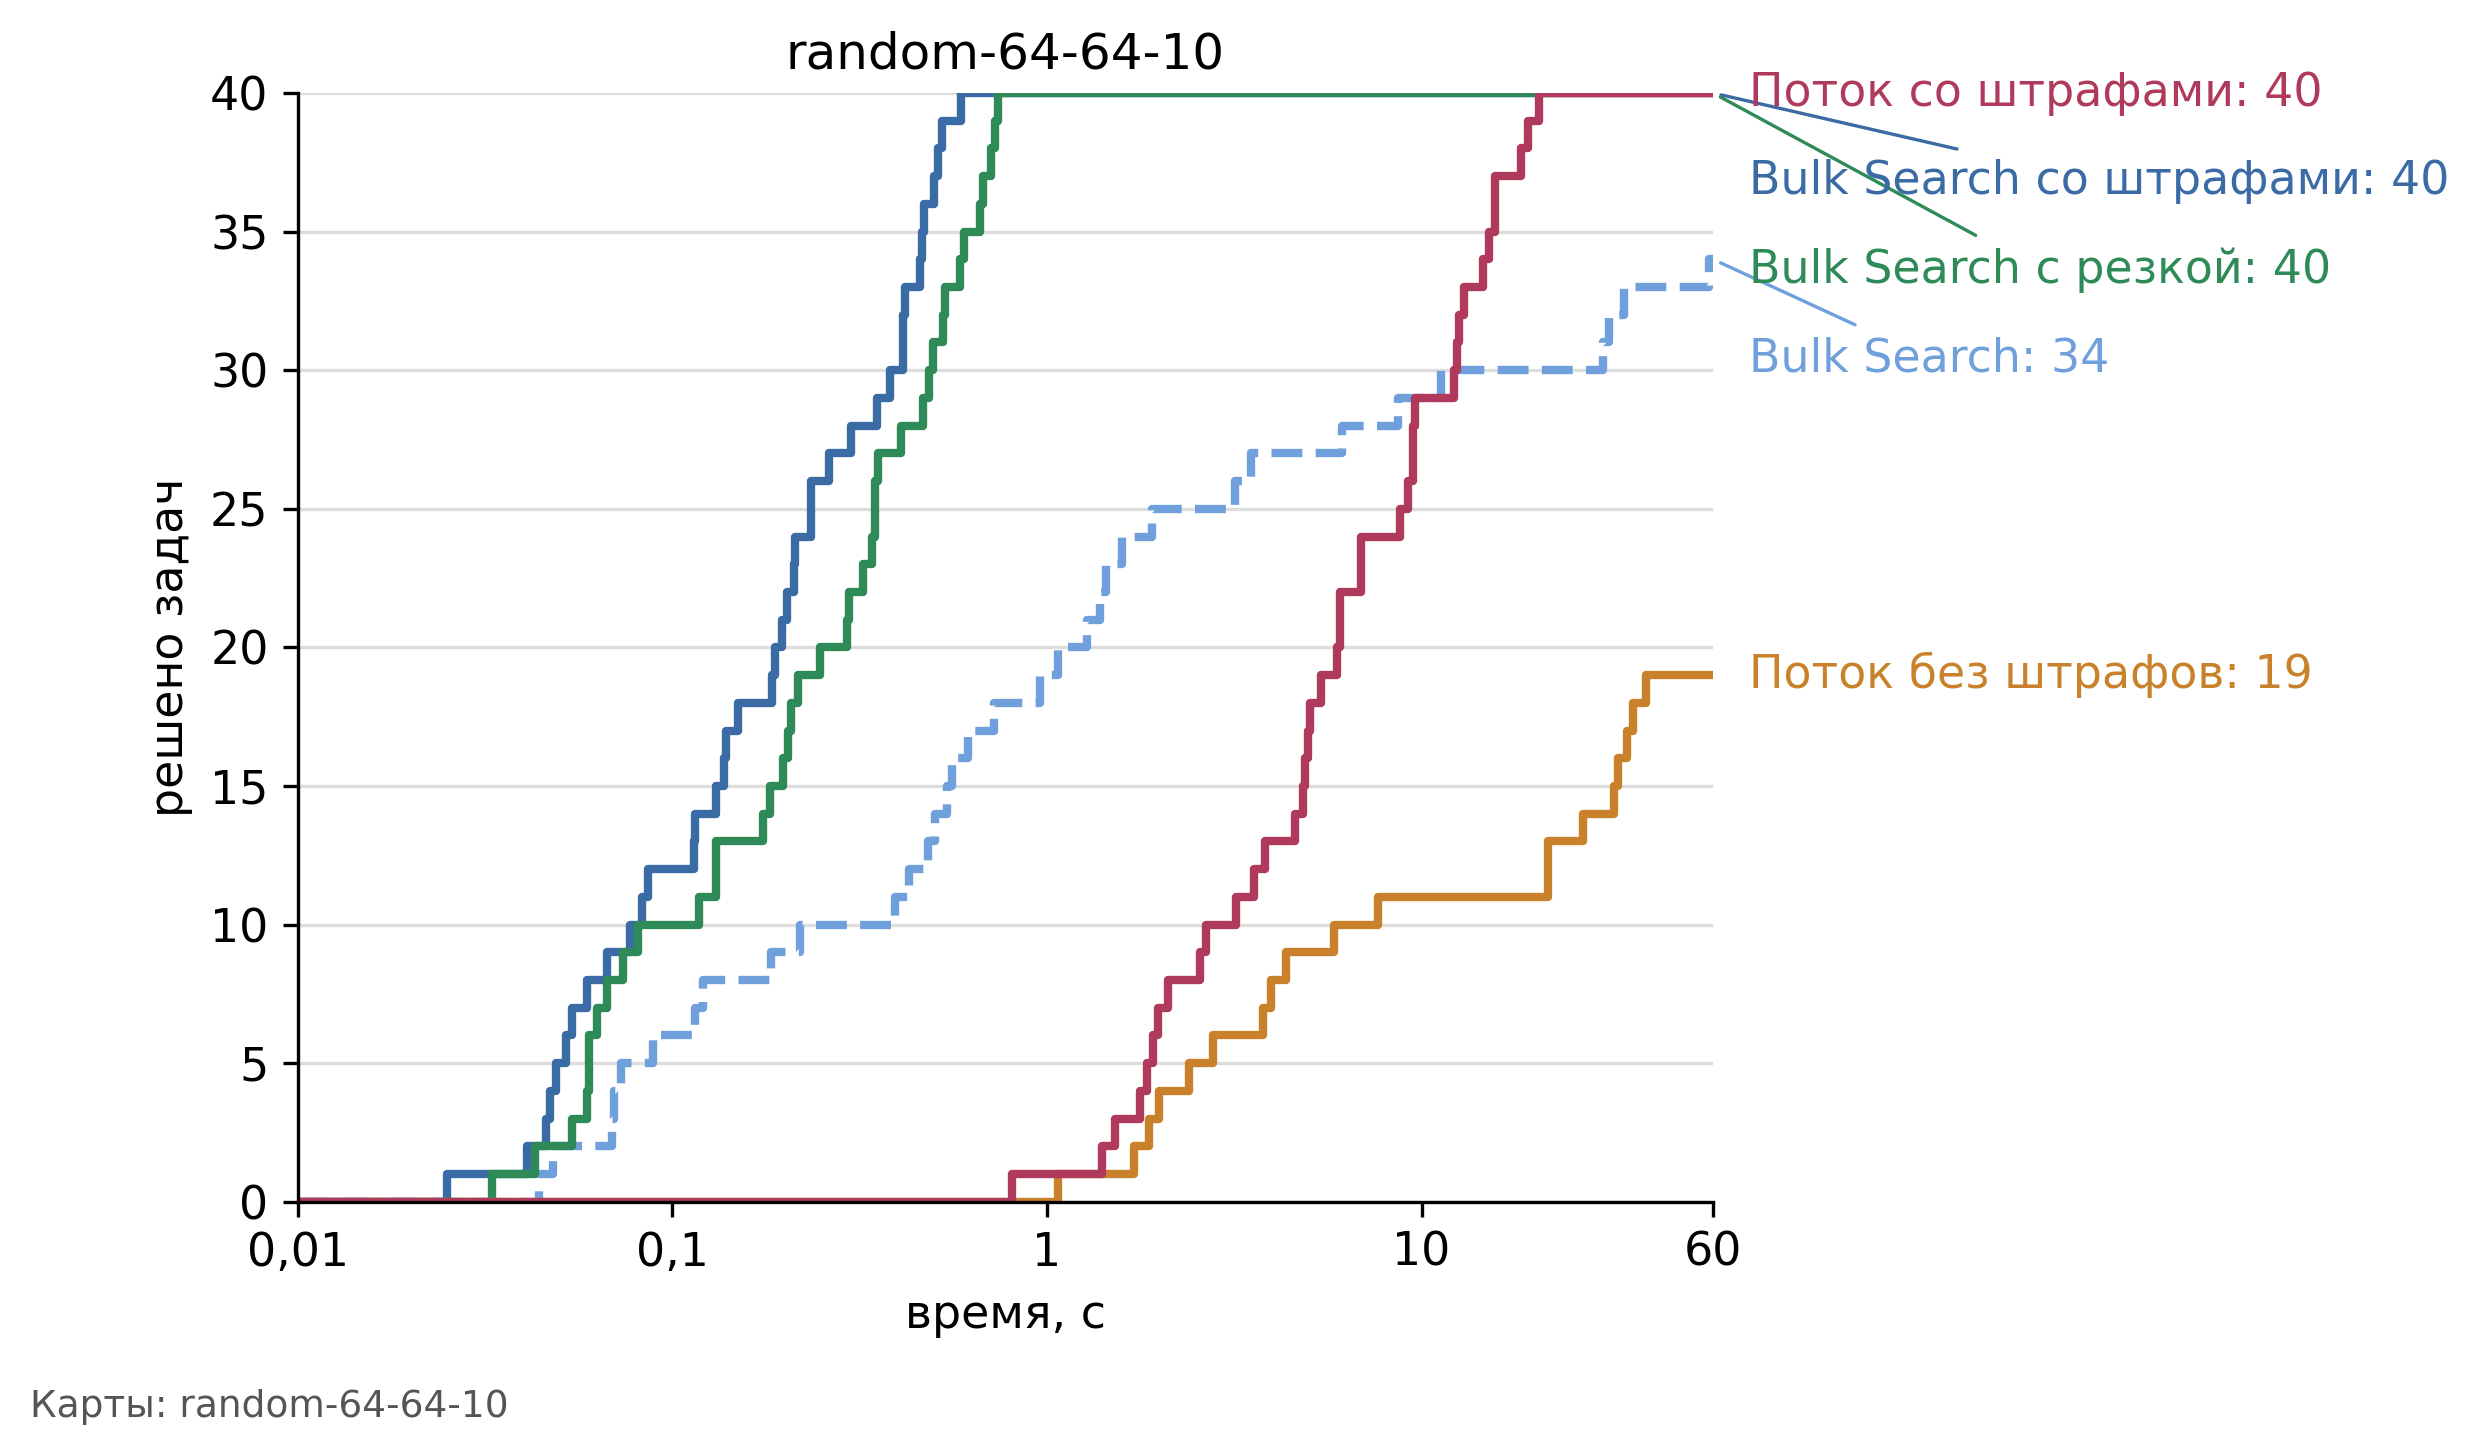 random-64-64-10
40
35
30
25
20
15
10
5
0
решено задач
0,01 0,1 1 10 60
время, с
Поток со штрафами: 40
Bulk Search со штрафами: 40
Bulk Search с резкой: 40
Bulk Search: 34
Поток без штрафов: 19
Карты: random-64-64-10